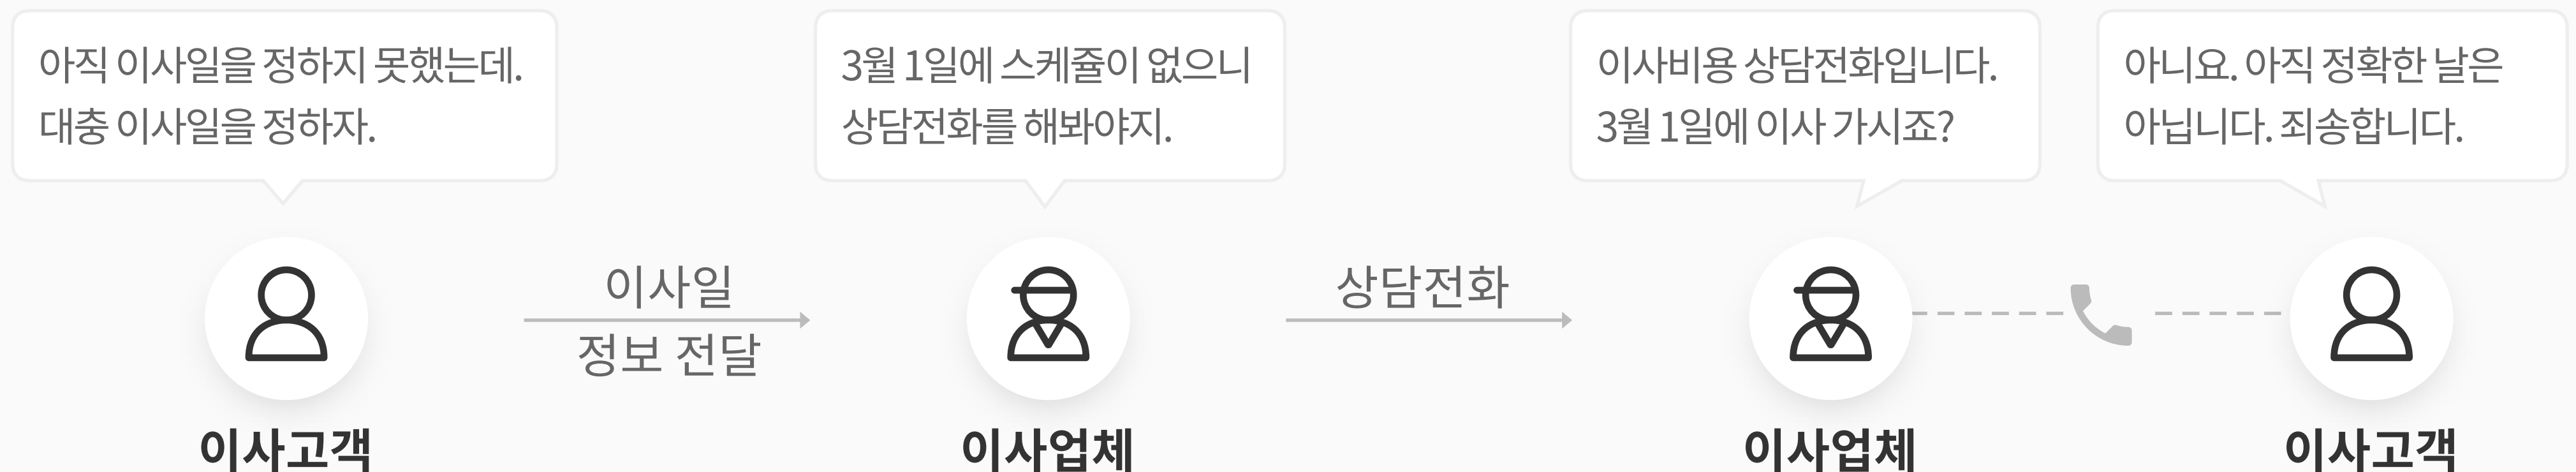 아직 이사일을 정하지 못했는데.
대충 이사일을 정하자.
3월 1일에 스케쥴이 없으니
상담전화를 해봐야지.
이사비용 상담전화입니다.
3월 1일에 이사 가시죠?
아니요. 아직 정확한 날은
아닙니다. 죄송합니다.
이사일
정보 전달
상담전화
이사고객
이사업체
이사업체
이사고객